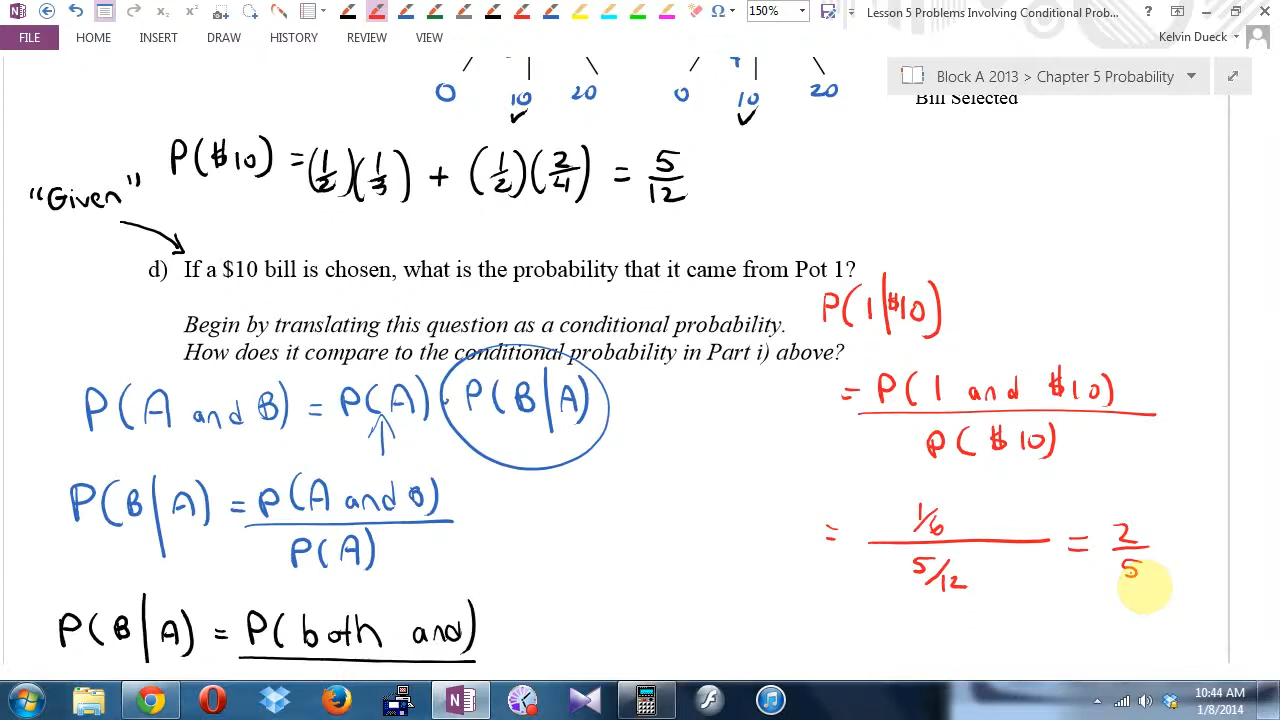 150%
Lesson 5 Problems Involving Conditional Prob...
FILE HOME INSERT DRAW HISTORY REVIEW VIEW
Kelvin Dueck
Block A 2013 > Chapter 5 Probability
0 10 20 0 10 20
Bill Selected
P($10) = (1/2)(1/3) + (1/2)(2/4) = 5/12
"Given"
d) If a $10 bill is chosen, what is the probability that it came from Pot 1?
Begin by translating this question as a conditional probability.
How does it compare to the conditional probability in Part i) above?
P(A and B) = P(A) · P(B|A)
P(B|A) = P(A and B) / P(A)
P(B|A) = P(both and)
P(1|$10)
= P(1 and $10) / P($10)
= 1/6 / 5/12 = 2/5
10:44 AM
1/8/2014